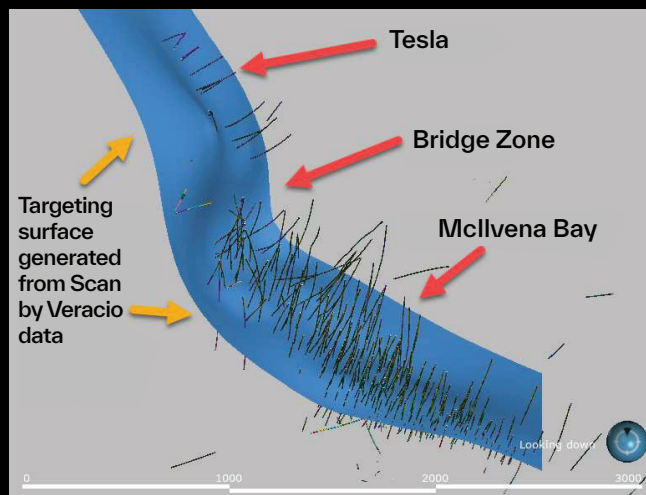 Tesla
Bridge Zone
McIlvena Bay
Targeting
surface
generated
from Scan
by Veracio
data
Looking down
0 1000 2000 3000